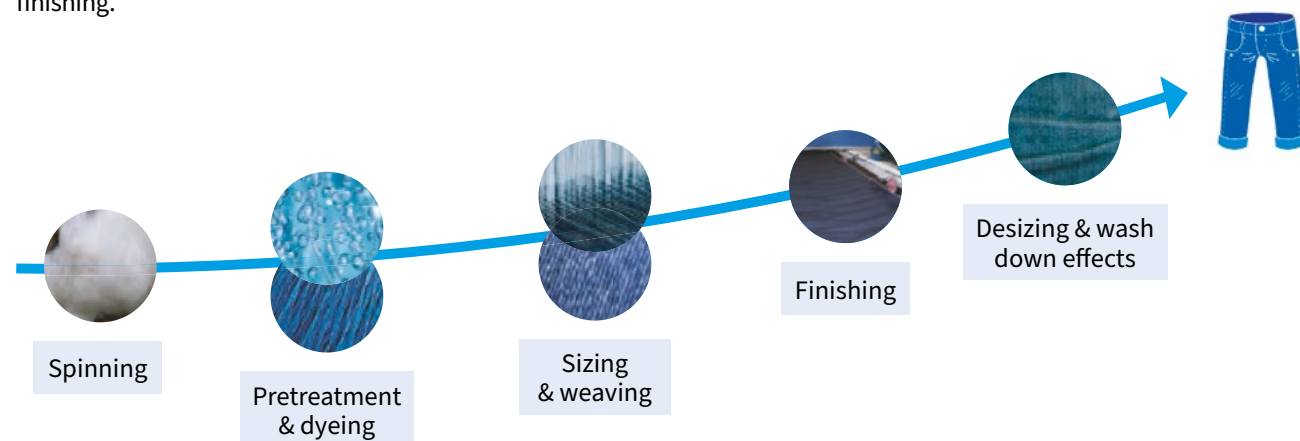 finishing.
Spinning
Pretreatment
& dyeing
Sizing
& weaving
Finishing
Desizing & wash
down effects